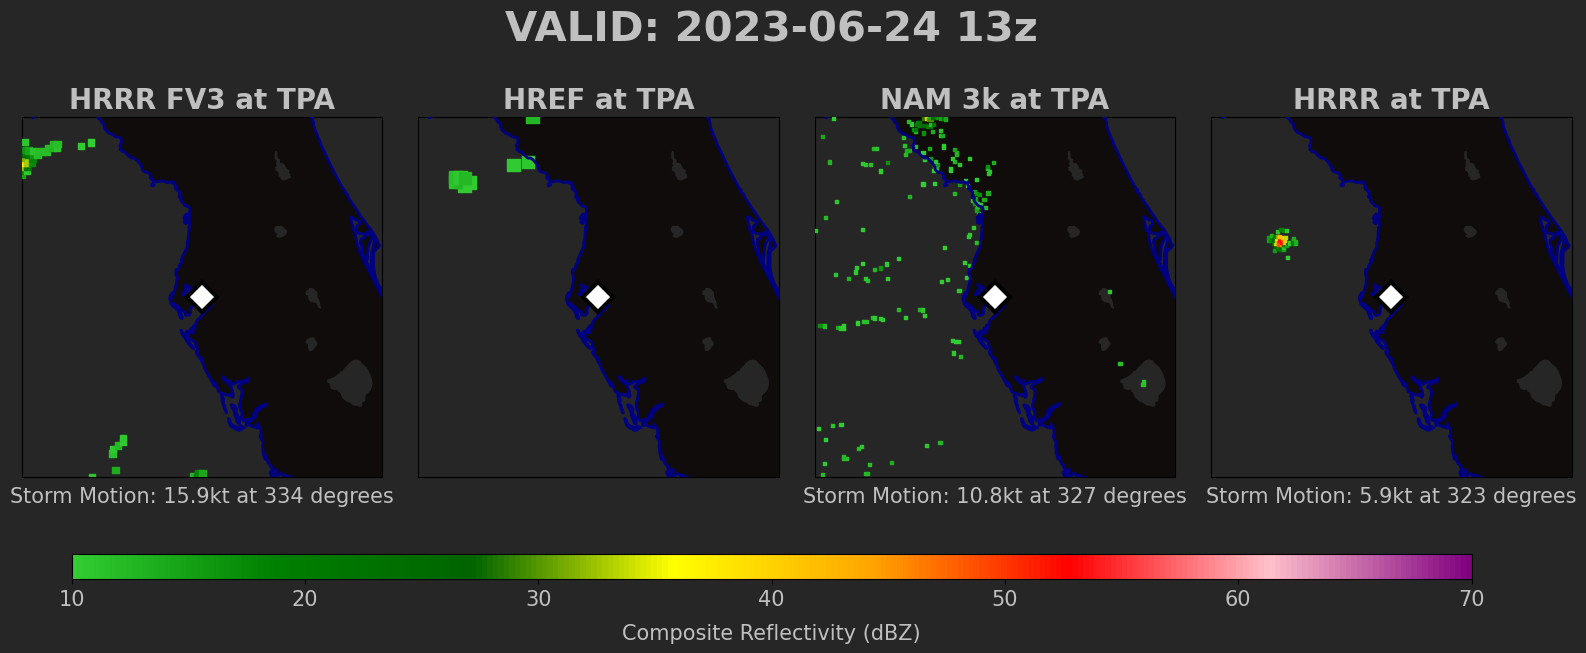 VALID: 2023-06-24 13z
HRRR FV3 at TPA
HREF at TPA
NAM 3k at TPA
HRRR at TPA
Storm Motion: 15.9kt at 334 degrees
Storm Motion: 10.8kt at 327 degrees
Storm Motion: 5.9kt at 323 degrees
10 20 30 40 50 60 70
Composite Reflectivity (dBZ)